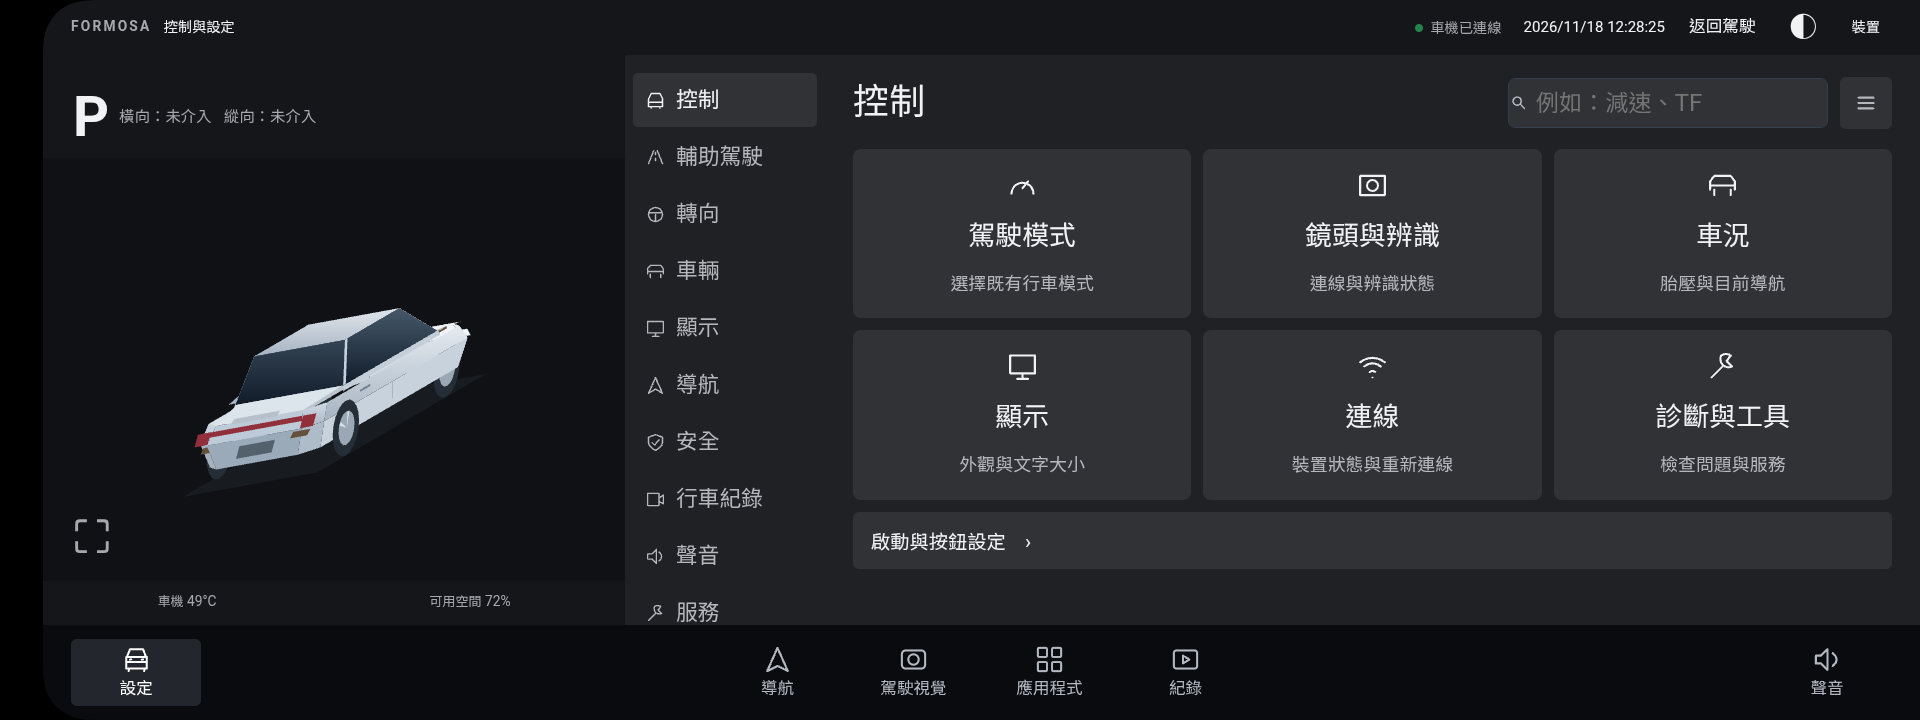 FORMOSA 控制與設定
車機已連線 2026/11/18 12:28:25 返回駕駛 裝置
P 橫向：未介入 縱向：未介入
車機 49°C 可用空間 72%
控制
輔助駕駛
轉向
車輛
顯示
導航
安全
行車紀錄
聲音
服務
控制
例如：減速、TF
駕駛模式
選擇既有行車模式
鏡頭與辨識
連線與辨識狀態
車況
胎壓與目前導航
顯示
外觀與文字大小
連線
裝置狀態與重新連線
診斷與工具
檢查問題與服務
啟動與按鈕設定 ›
設定
導航
駕駛視覺
應用程式
紀錄
聲音